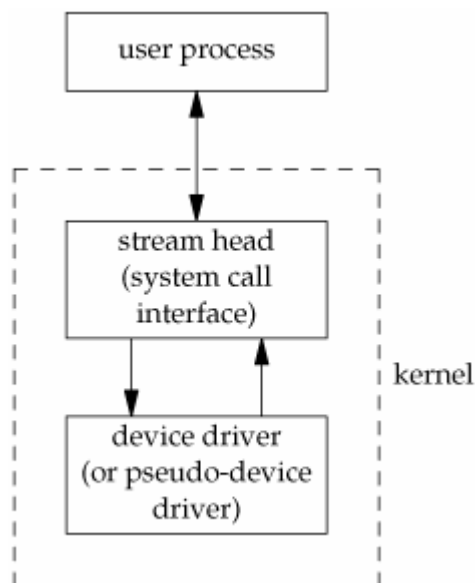 user process
stream head
(system call
interface)
kernel
device driver
(or pseudo-device
driver)